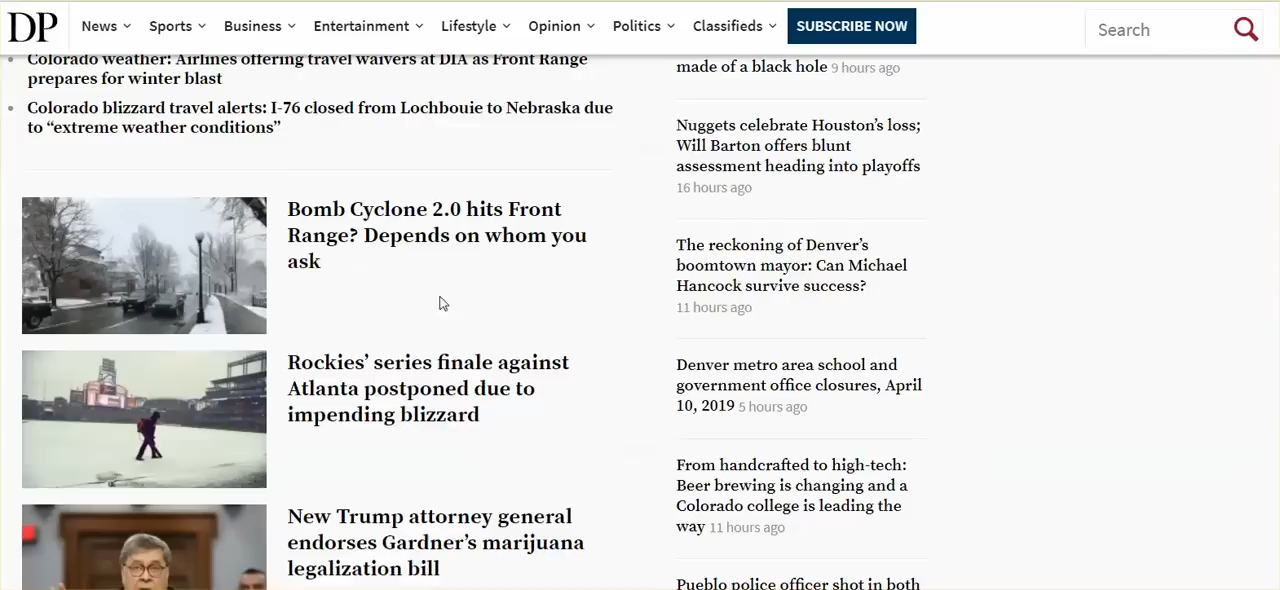 DP
News
Sports
Business
Entertainment
Lifestyle
Opinion
Politics
Classifieds
SUBSCRIBE NOW
Search
Colorado weather: Airlines offering travel waivers at DIA as Front Range
prepares for winter blast
Colorado blizzard travel alerts: I-76 closed from Lochbouie to Nebraska due
to “extreme weather conditions”
Bomb Cyclone 2.0 hits Front
Range? Depends on whom you
ask
Rockies’ series finale against
Atlanta postponed due to
impending blizzard
New Trump attorney general
endorses Gardner’s marijuana
legalization bill
made of a black hole 9 hours ago
Nuggets celebrate Houston’s loss;
Will Barton offers blunt
assessment heading into playoffs
16 hours ago
The reckoning of Denver’s
boomtown mayor: Can Michael
Hancock survive success?
11 hours ago
Denver metro area school and
government office closures, April
10, 2019 5 hours ago
From handcrafted to high-tech:
Beer brewing is changing and a
Colorado college is leading the
way 11 hours ago
Pueblo police officer shot in both